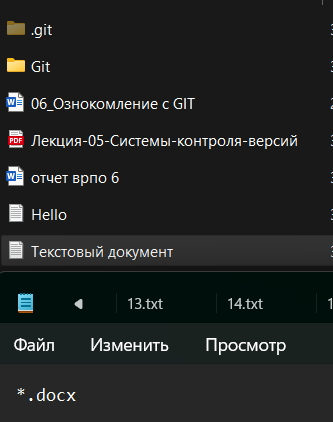 .git
Git
06_Ознокомление с GIT
PDF
Лекция-05-Системы-контроля-версий
отчет врпо 6
Hello
Текстовый документ
13.txt 14.txt
Файл Изменить Просмотр
*.docx